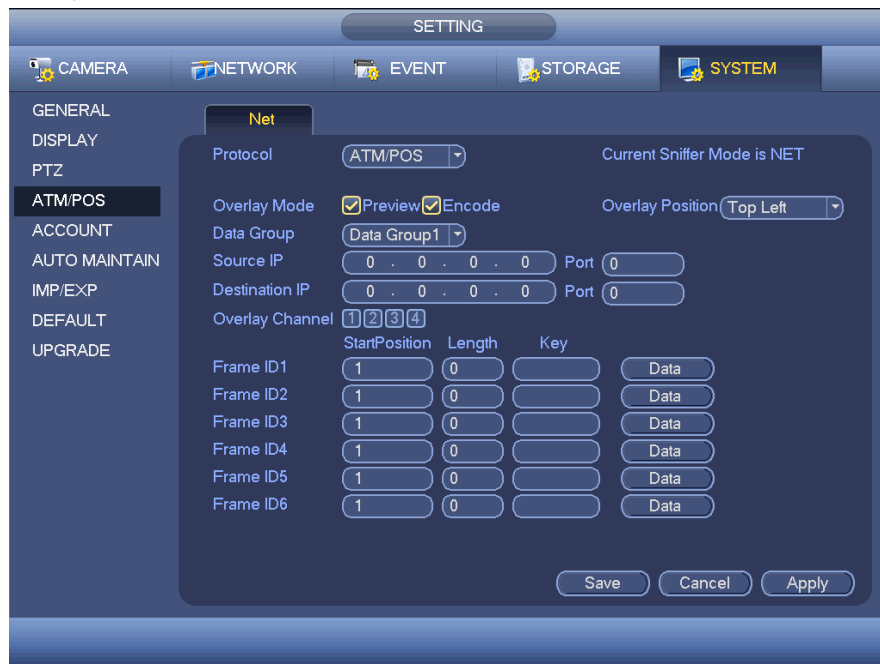 SETTING
CAMERA NETWORK EVENT STORAGE SYSTEM
GENERAL
DISPLAY
PTZ
ATM/POS
ACCOUNT
AUTO MAINTAIN
IMP/EXP
DEFAULT
UPGRADE
Net
Protocol ATM/POS Current Sniffer Mode is NET
Overlay Mode Preview Encode Overlay Position Top Left
Data Group Data Group1
Source IP 0 . 0 . 0 . 0 Port 0
Destination IP 0 . 0 . 0 . 0 Port 0
Overlay Channel 1 2 3 4
StartPosition Length Key
Frame ID1 1 0 Data
Frame ID2 1 0 Data
Frame ID3 1 0 Data
Frame ID4 1 0 Data
Frame ID5 1 0 Data
Frame ID6 1 0 Data
Save Cancel Apply